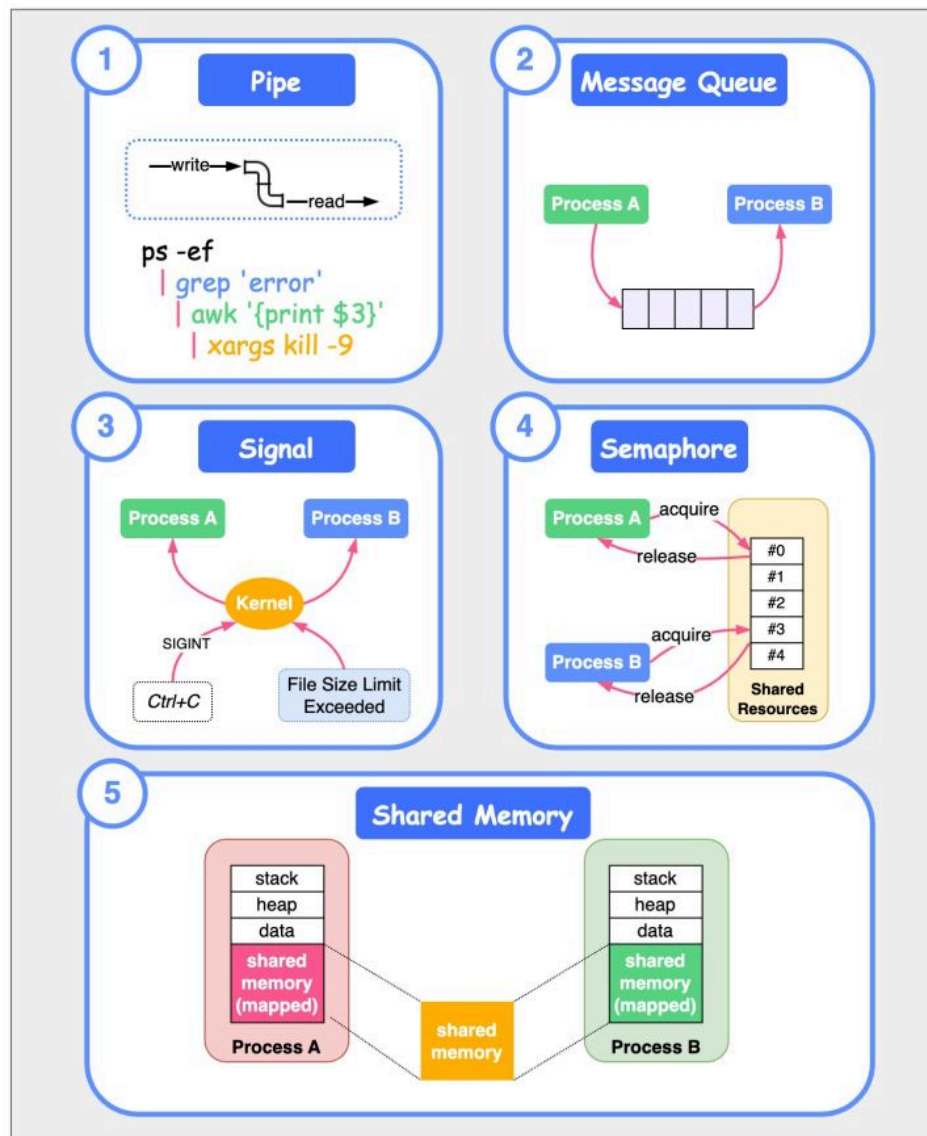 1
Pipe
write
read
ps -ef
| grep 'error'
| awk '{print $3}'
| xargs kill -9
2
Message Queue
Process A
Process B
3
Signal
Process A
Process B
Kernel
SIGINT
Ctrl+C
File Size Limit
Exceeded
4
Semaphore
Process A
acquire
release
#0
#1
#2
#3
#4
acquire
Process B
release
Shared
Resources
5
Shared Memory
stack
heap
data
shared
memory
(mapped)
Process A
shared
memory
stack
heap
data
shared
memory
(mapped)
Process B